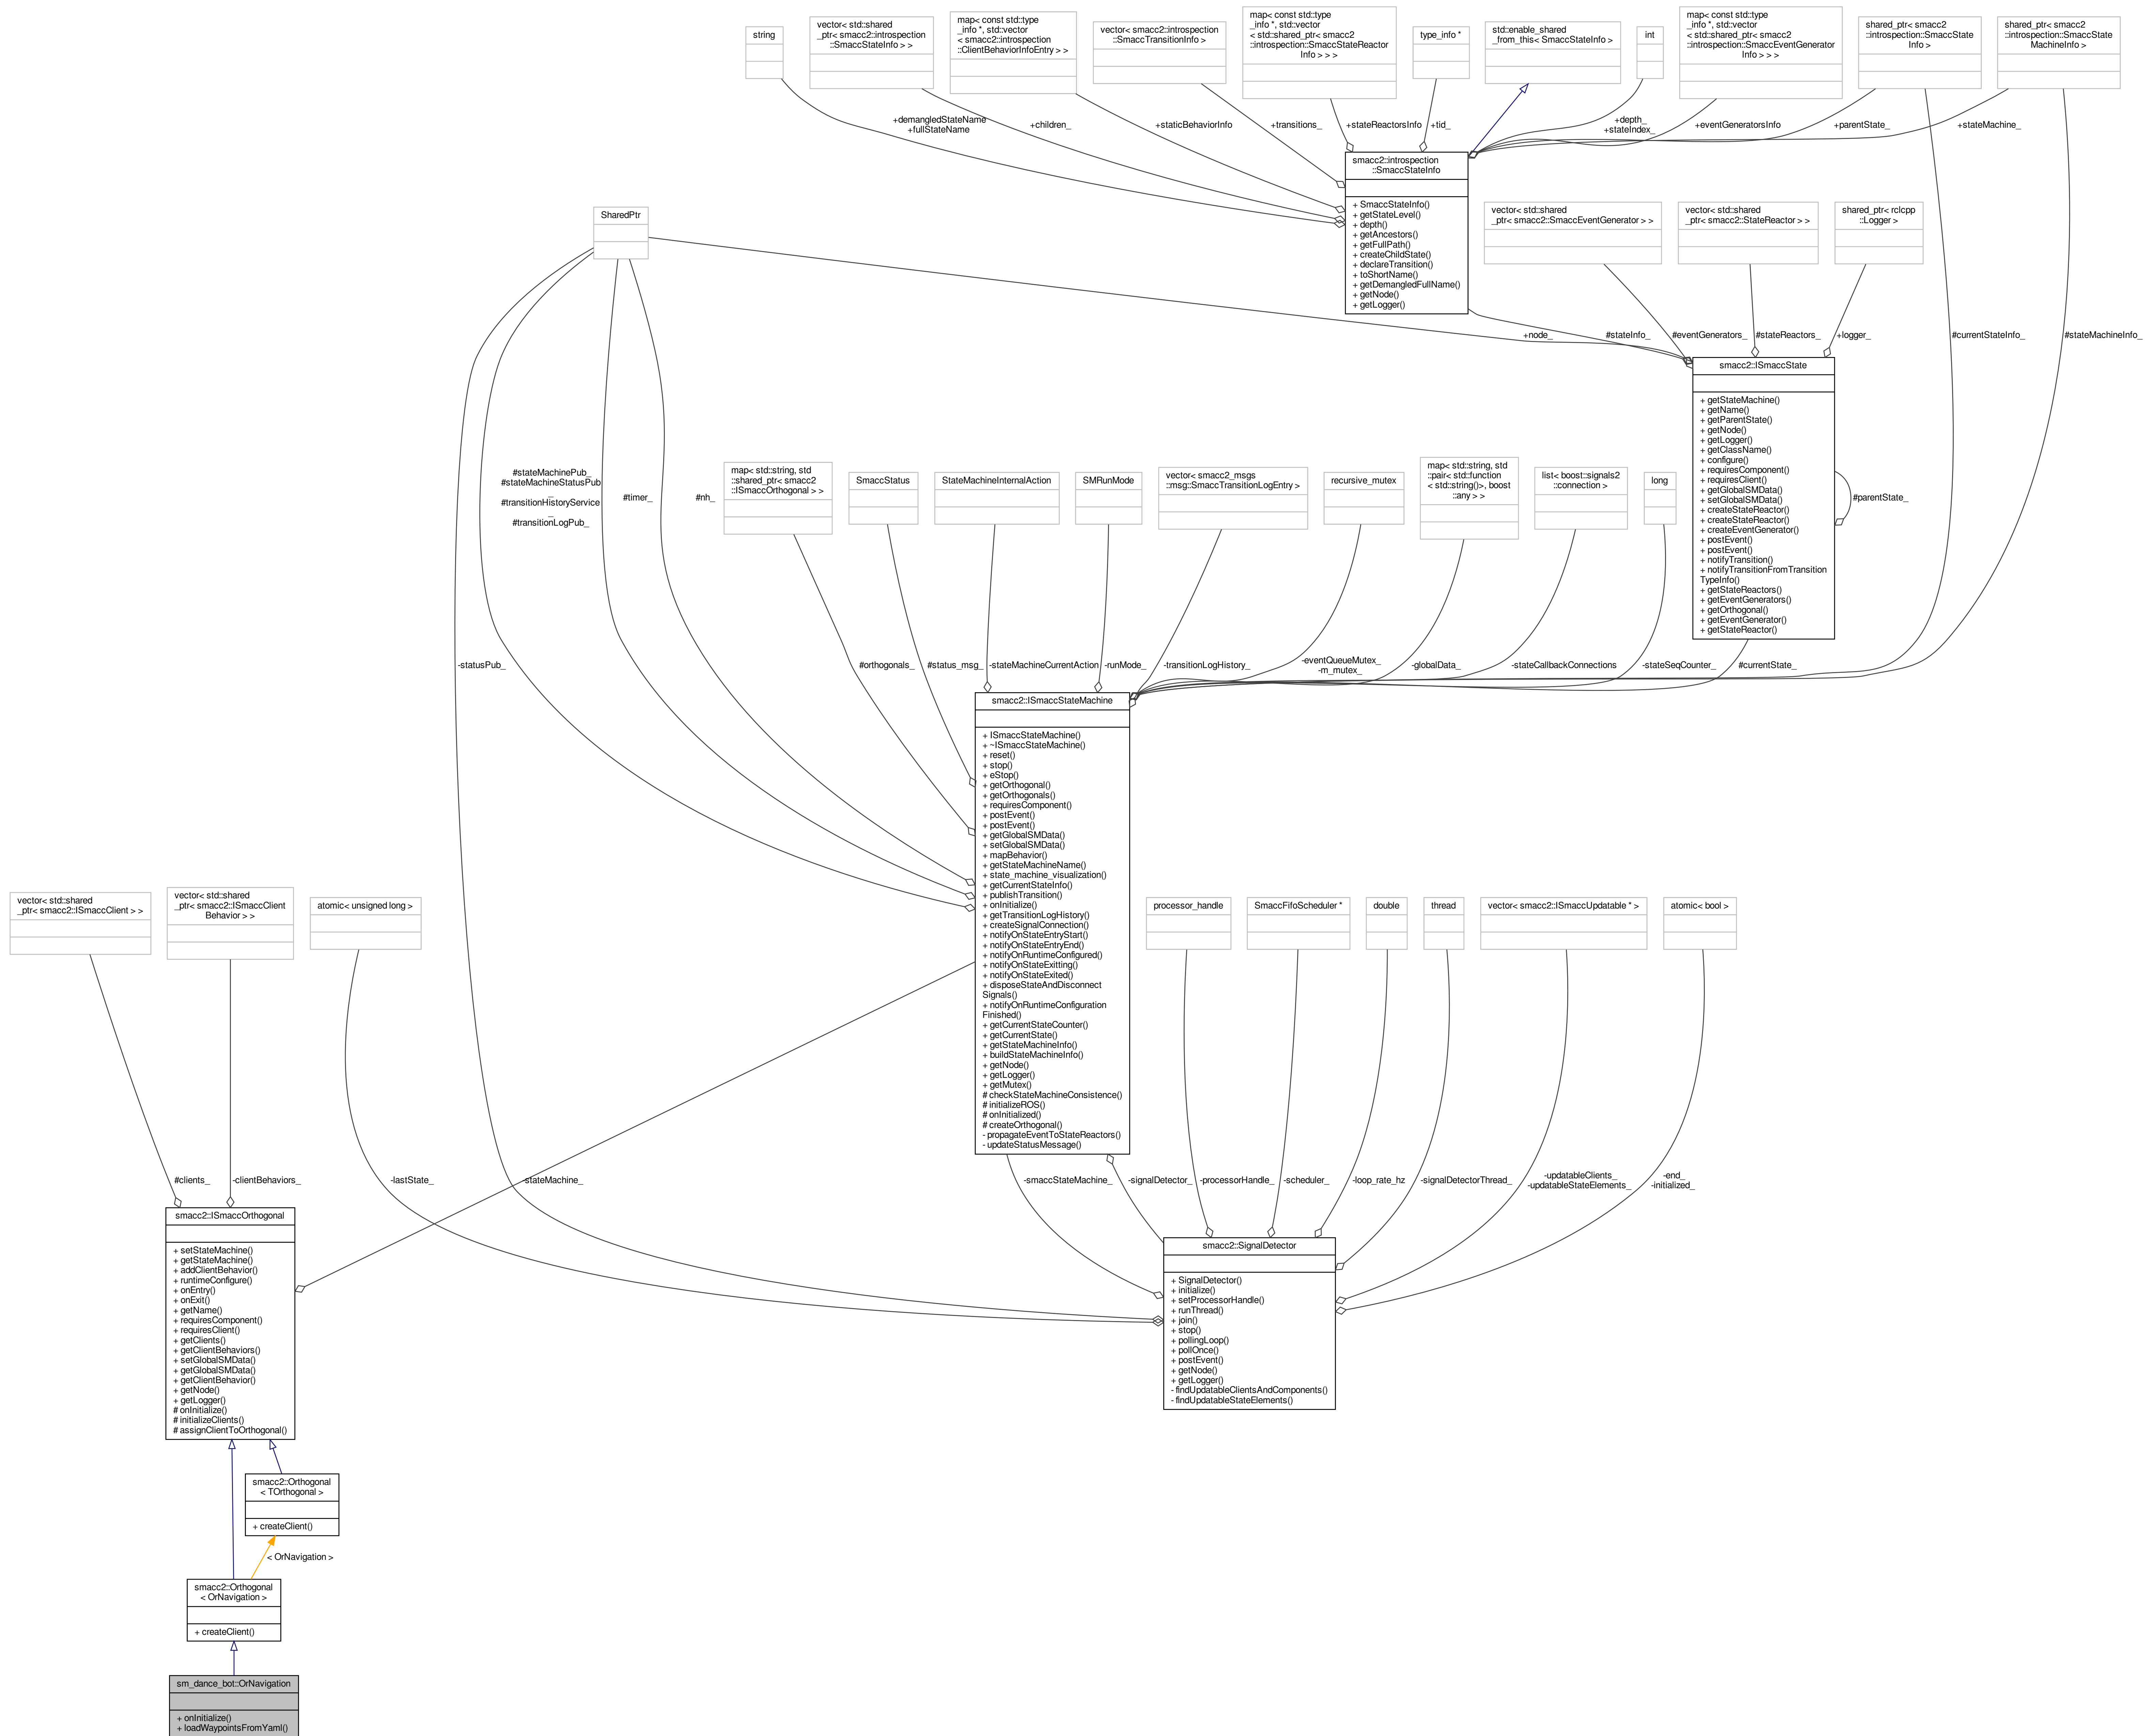 string
vector< std::shared
_ptr< smacc2::introspection
::SmaccStateInfo > >
map< const std::type
_info *, std::vector
< smacc2::introspection
::ClientBehaviorInfoEntry > >
vector< smacc2::introspection
::SmaccTransitionInfo >
map< const std::type
_info *, std::vector
< std::shared_ptr< smacc2
::introspection::SmaccStateReactor
Info > > >
type_info *
std::enable_shared
_from_this< SmaccStateInfo >
int
map< const std::type
_info *, std::vector
< std::shared_ptr< smacc2
::introspection::SmaccEventGenerator
Info > > >
shared_ptr< smacc2
::introspection::SmaccState
Info >
shared_ptr< smacc2
::introspection::SmaccState
MachineInfo >
+demangledStateName
+fullStateName
+children_
+staticBehaviorInfo
+transitions_
+stateReactorsInfo
+tid_
+depth_
+stateIndex_
+eventGeneratorsInfo
+parentState_
+stateMachine_
smacc2::introspection
::SmaccStateInfo
+ SmaccStateInfo()
+ getStateLevel()
+ depth()
+ getAncestors()
+ getFullPath()
+ createChildState()
+ declareTransition()
+ toShortName()
+ getDemangledFullName()
+ getNode()
+ getLogger()
SharedPtr
vector< std::shared
_ptr< smacc2::SmaccEventGenerator > >
vector< std::shared
_ptr< smacc2::StateReactor > >
shared_ptr< rclcpp
::Logger >
+node_
#stateInfo_
#eventGenerators_
#stateReactors_
+logger_
#currentStateInfo_
#stateMachineInfo_
smacc2::ISmaccState
+ getStateMachine()
+ getName()
+ getParentState()
+ getNode()
+ getLogger()
+ getClassName()
+ configure()
+ requiresComponent()
+ requiresClient()
+ getGlobalSMData()
+ setGlobalSMData()
+ createStateReactor()
+ createStateReactor()
+ createEventGenerator()
+ postEvent()
+ postEvent()
+ notifyTransition()
+ notifyTransitionFromTransition
TypeInfo()
+ getStateReactors()
+ getEventGenerators()
+ getOrthogonal()
+ getEventGenerator()
+ getStateReactor()
#parentState_
#stateMachinePub_
#stateMachineStatusPub
_
#transitionHistoryService
_
#transitionLogPub_
#timer_
#nh_
map< std::string, std
::shared_ptr< smacc2
::ISmaccOrthogonal > >
SmaccStatus
StateMachineInternalAction
SMRunMode
vector< smacc2_msgs
::msg::SmaccTransitionLogEntry >
recursive_mutex
map< std::string, std
::pair< std::function
< std::string()>, boost
::any > >
list< boost::signals2
::connection >
long
-statusPub_
#orthogonals_
#status_msg_
-stateMachineCurrentAction
-runMode_
-transitionLogHistory_
-eventQueueMutex_
-m_mutex_
-globalData_
-stateCallbackConnections
-stateSeqCounter_
#currentState_
smacc2::ISmaccStateMachine
+ ISmaccStateMachine()
+ ~ISmaccStateMachine()
+ reset()
+ stop()
+ eStop()
+ getOrthogonal()
+ getOrthogonals()
+ requiresComponent()
+ postEvent()
+ postEvent()
+ getGlobalSMData()
+ setGlobalSMData()
+ mapBehavior()
+ getStateMachineName()
+ state_machine_visualization()
+ getCurrentStateInfo()
+ publishTransition()
+ onInitialize()
+ getTransitionLogHistory()
+ createSignalConnection()
+ notifyOnStateEntryStart()
+ notifyOnStateEntryEnd()
+ notifyOnRuntimeConfigured()
+ notifyOnStateExitting()
+ notifyOnStateExited()
+ disposeStateAndDisconnect
Signals()
+ notifyOnRuntimeConfiguration
Finished()
+ getCurrentStateCounter()
+ getCurrentState()
+ getStateMachineInfo()
+ buildStateMachineInfo()
+ getNode()
+ getLogger()
+ getMutex()
# checkStateMachineConsistence()
# initializeROS()
# onInitialized()
# createOrthogonal()
- propagateEventToStateReactors()
- updateStatusMessage()
vector< std::shared
_ptr< smacc2::ISmaccClient > >
vector< std::shared
_ptr< smacc2::ISmaccClient
Behavior > >
atomic< unsigned long >
processor_handle
SmaccFifoScheduler *
double
thread
vector< smacc2::ISmaccUpdatable * >
atomic< bool >
#clients_
-clientBehaviors_
-lastState_
-stateMachine_
-smaccStateMachine_
-signalDetector_
-processorHandle_
-scheduler_
-loop_rate_hz
-signalDetectorThread_
-updatableClients_
-updatableStateElements_
-end_
-initialized_
smacc2::ISmaccOrthogonal
+ setStateMachine()
+ getStateMachine()
+ addClientBehavior()
+ runtimeConfigure()
+ onEntry()
+ onExit()
+ getName()
+ requiresComponent()
+ requiresClient()
+ getClients()
+ getClientBehaviors()
+ setGlobalSMData()
+ getGlobalSMData()
+ getClientBehavior()
+ getNode()
+ getLogger()
# onInitialize()
# initializeClients()
# assignClientToOrthogonal()
smacc2::SignalDetector
+ SignalDetector()
+ initialize()
+ setProcessorHandle()
+ runThread()
+ join()
+ stop()
+ pollingLoop()
+ pollOnce()
+ postEvent()
+ getNode()
+ getLogger()
- findUpdatableClientsAndComponents()
- findUpdatableStateElements()
smacc2::Orthogonal
< TOrthogonal >
+ createClient()
< OrNavigation >
smacc2::Orthogonal
< OrNavigation >
+ createClient()
sm_dance_bot::OrNavigation
+ onInitialize()
+ loadWaypointsFromYaml()